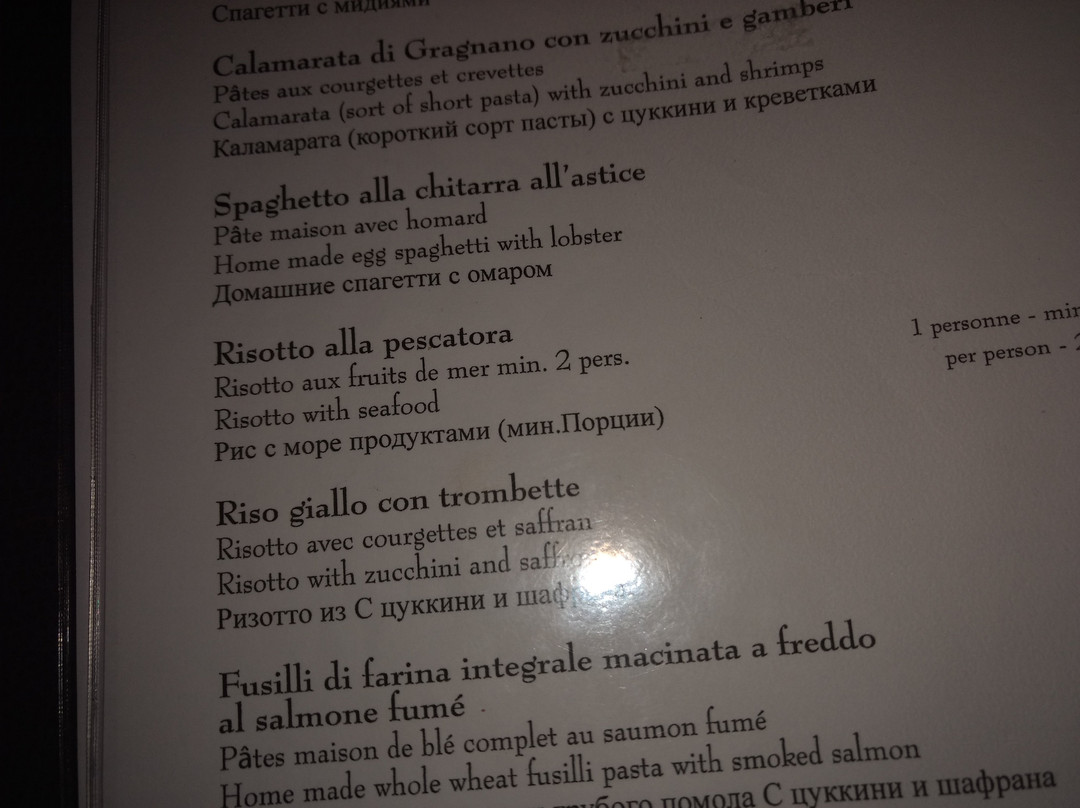 Спагетти с мидиями
Calamarata di Gragnano con zucchini e gamberi
Pâtes aux courgettes et crevettes
Calamarata (sort of short pasta) with zucchini and shrimps
Каламарата (короткий сорт пасты) с цуккини и креветками
Spaghetto alla chitarra all'astice
Pâte maison avec homard
Home made egg spaghetti with lobster
Домашние спагетти с омаром
Risotto alla pescatora
Risotto aux fruits de mer min. 2 pers.
1 personne - min
Risotto with seafood
per person -
Рис с море продуктами (мин.Порции)
Riso giallo con trombette
Risotto avec courgettes et saffran
Risotto with zucchini and
Ризотто из С цуккини и
Fusilli di farina integrale macinata a freddo
al salmone fumé
Pâtes maison de blé complet au saumon fumé
Home made whole wheat fusilli pasta with smoked salmon
помола С цуккини и шафрана